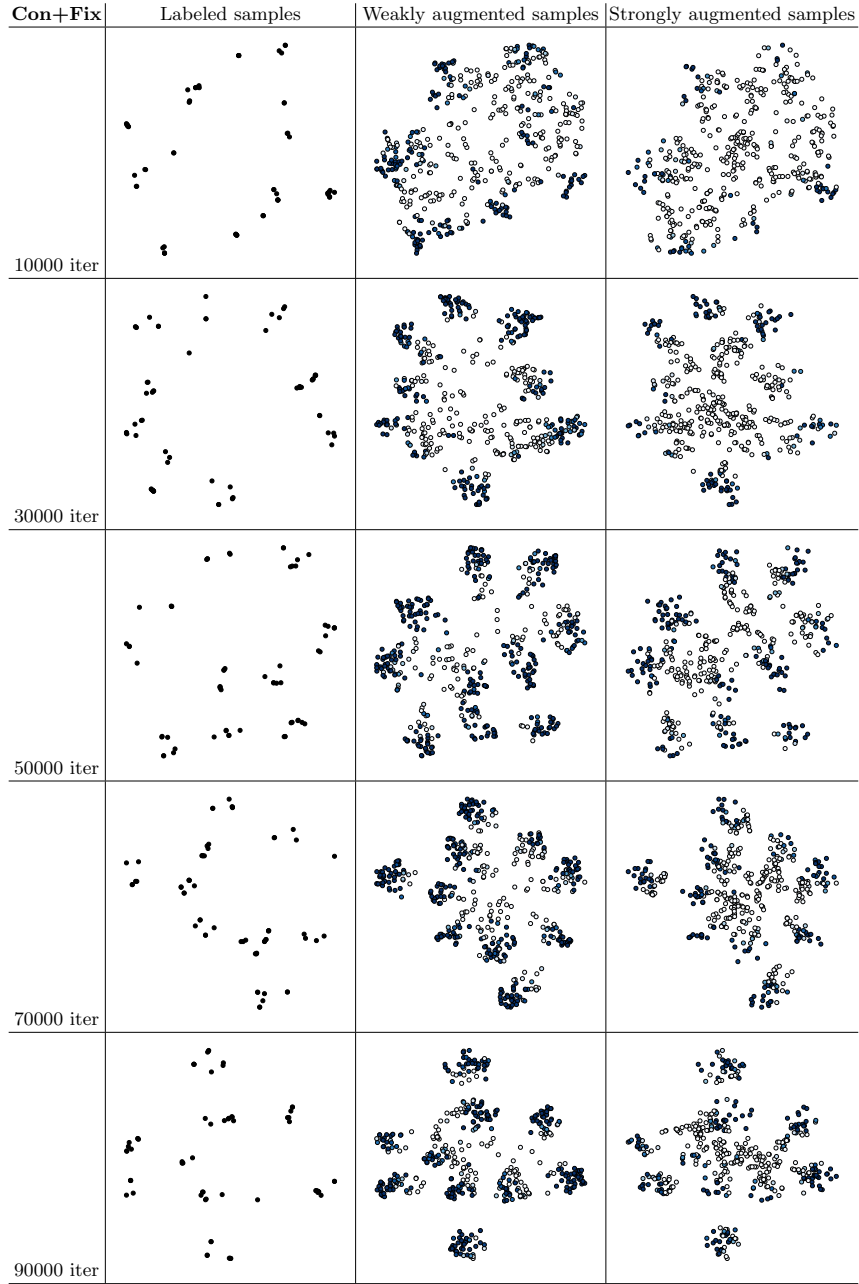 Con+Fix Labeled samples Weakly augmented samples Strongly augmented samples
10000 iter
30000 iter
50000 iter
70000 iter
90000 iter